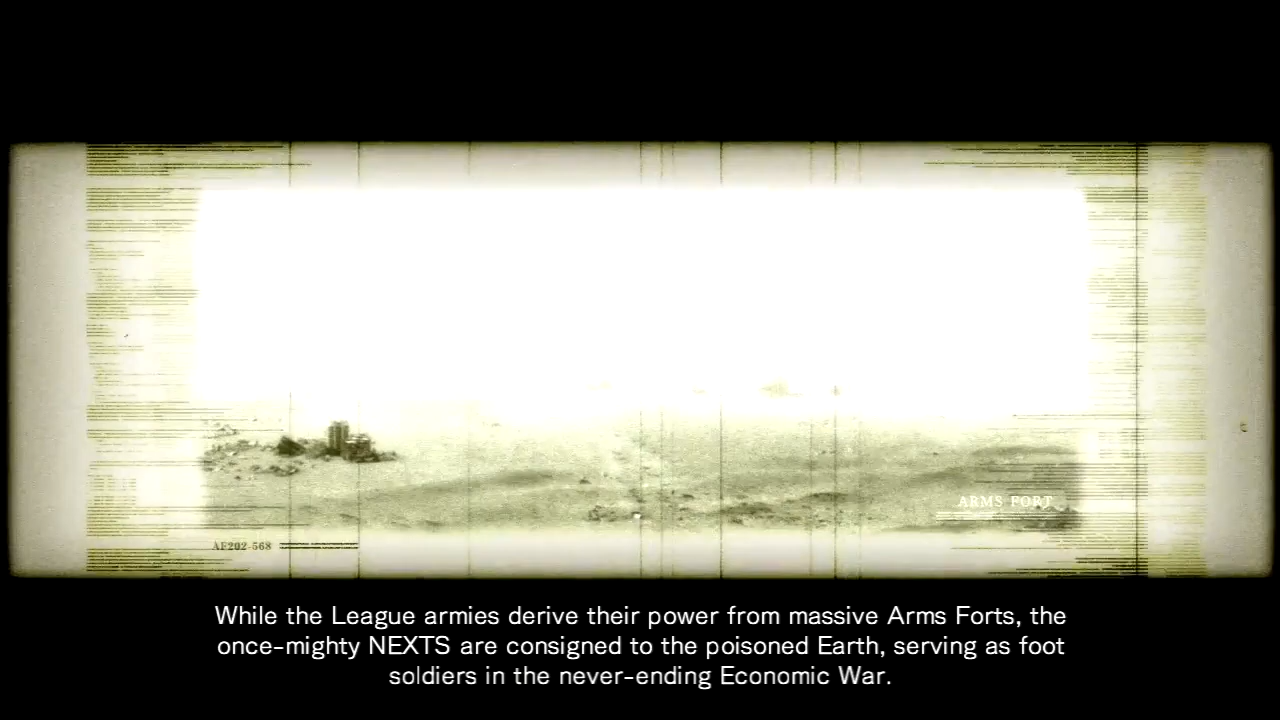 ARMS FORT
AF202-568
While the League armies derive their power from massive Arms Forts, the
once-mighty NEXTS are consigned to the poisoned Earth, serving as foot
soldiers in the never-ending Economic War.